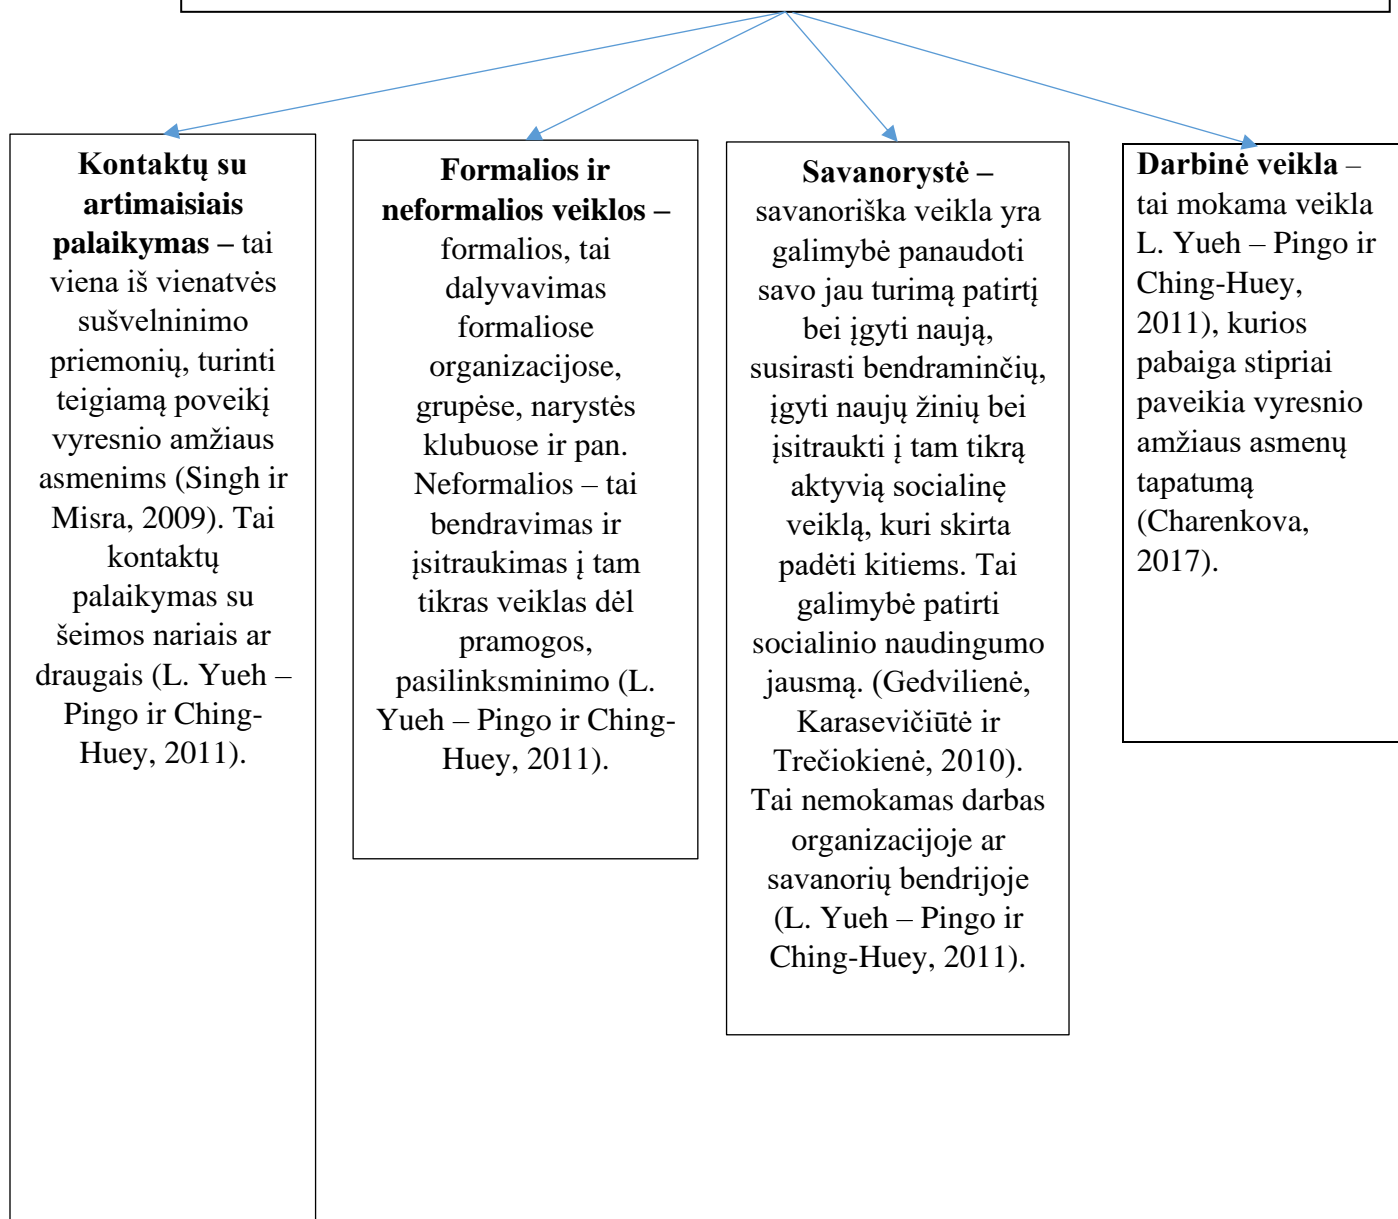 Kontaktų su
artimaisiais
palaikymas – tai
viena iš vienatvės
sušvelninimo
priemonių, turinti
teigiamą poveikį
vyresnio amžiaus
asmenims (Singh ir
Misra, 2009). Tai
kontaktų
palaikymas su
šeimos nariais ar
draugais (L. Yueh –
Pingo ir Ching-
Huey, 2011).
Formalios ir
neformalios veiklos –
formalios, tai
dalyvavimas
formaliose
organizacijose,
grupėse, narystės
klubuose ir pan.
Neformalios – tai
bendravimas ir
įsitraukimas į tam
tikras veiklas dėl
pramogos,
pasilinksminimo (L.
Yueh – Pingo ir Ching-
Huey, 2011).
Savanorystė –
savanoriška veikla yra
galimybė panaudoti
savo jau turimą patirtį
bei įgyti naują,
susirasti bendraminčių,
įgyti naujų žinių bei
įsitraukti į tam tikrą
aktyvią socialinę
veiklą, kuri skirta
padėti kitiems. Tai
galimybė patirti
socialinio naudingumo
jausmą. (Gedvilienė,
Karasevičiūtė ir
Trečiokienė, 2010).
Tai nemokamas darbas
organizacijoje ar
savanorių bendrijoje
(L. Yueh – Pingo ir
Ching-Huey, 2011).
Darbinė veikla –
tai mokama veikla
L. Yueh – Pingo ir
Ching-Huey,
2011), kurios
pabaiga stipriai
paveikia vyresnio
amžiaus asmenų
tapatumą
(Charenkova,
2017).